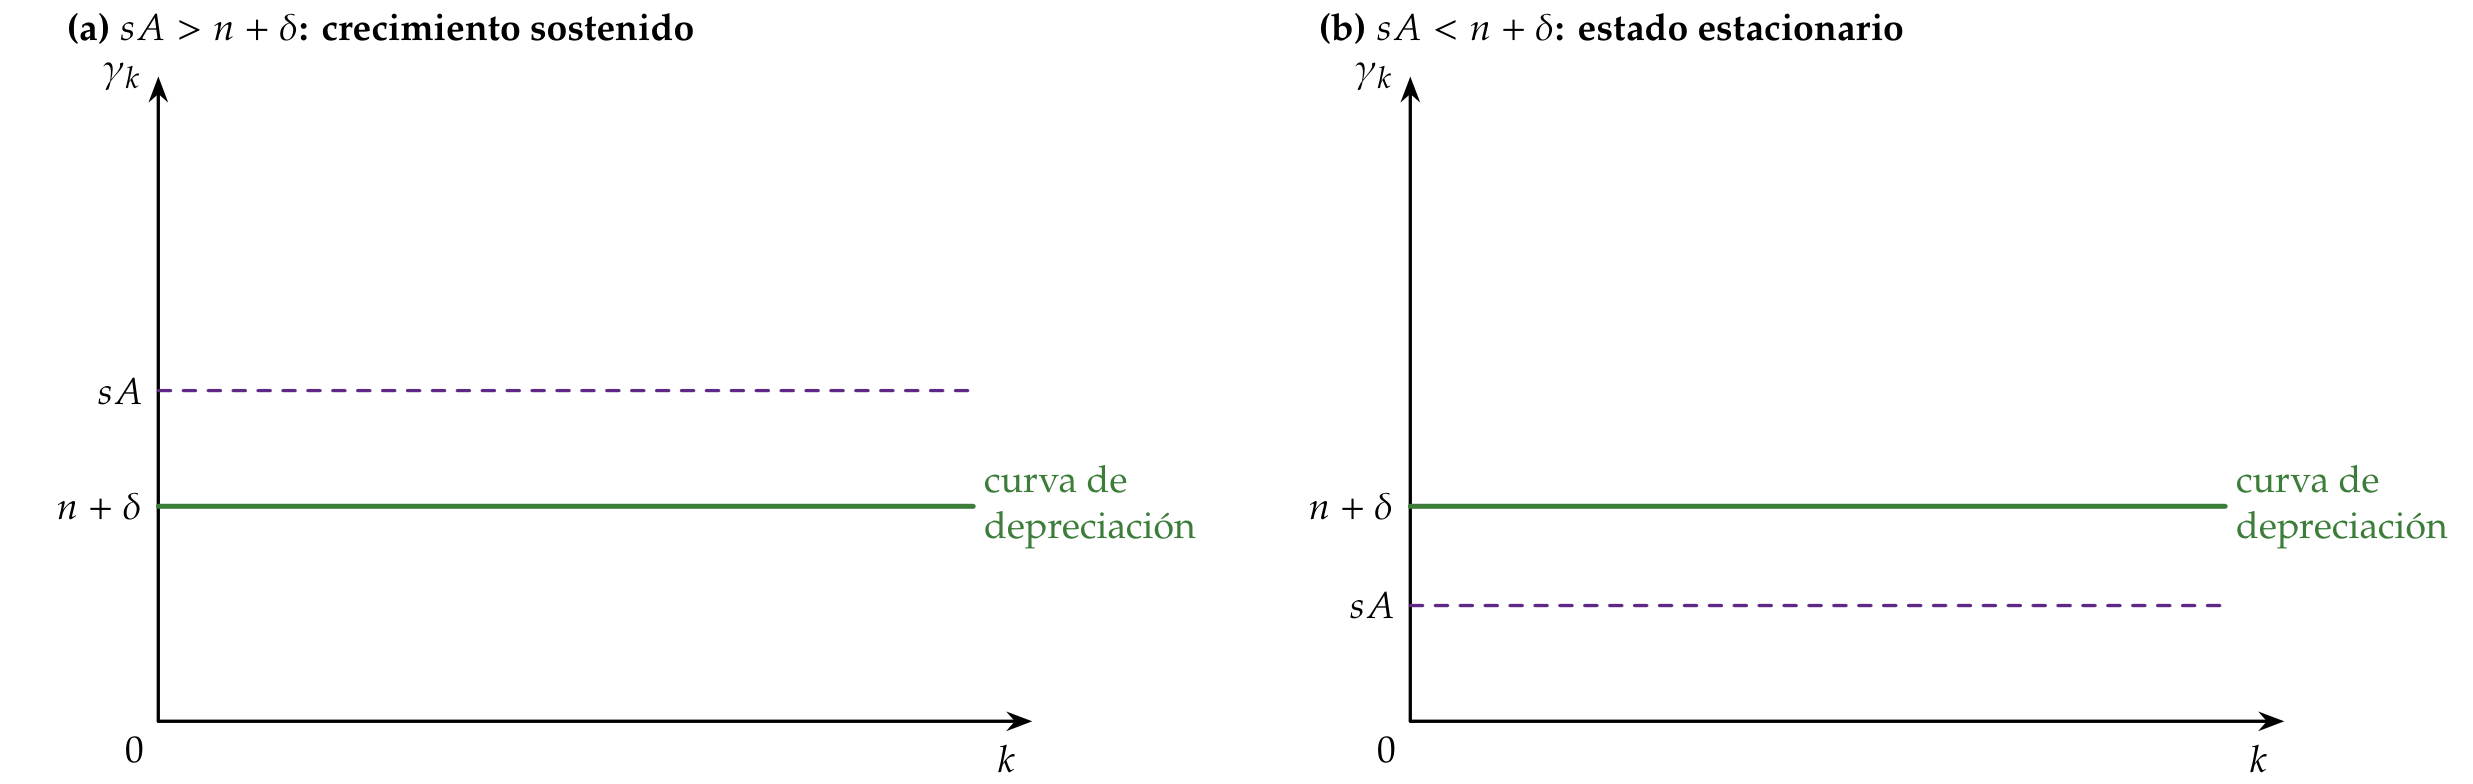 (a) sA > n + δ: crecimiento sostenido
γk
sA
n + δ
curva de
depreciación
0
k
(b) sA < n + δ: estado estacionario
γk
n + δ
curva de
depreciación
sA
0
k